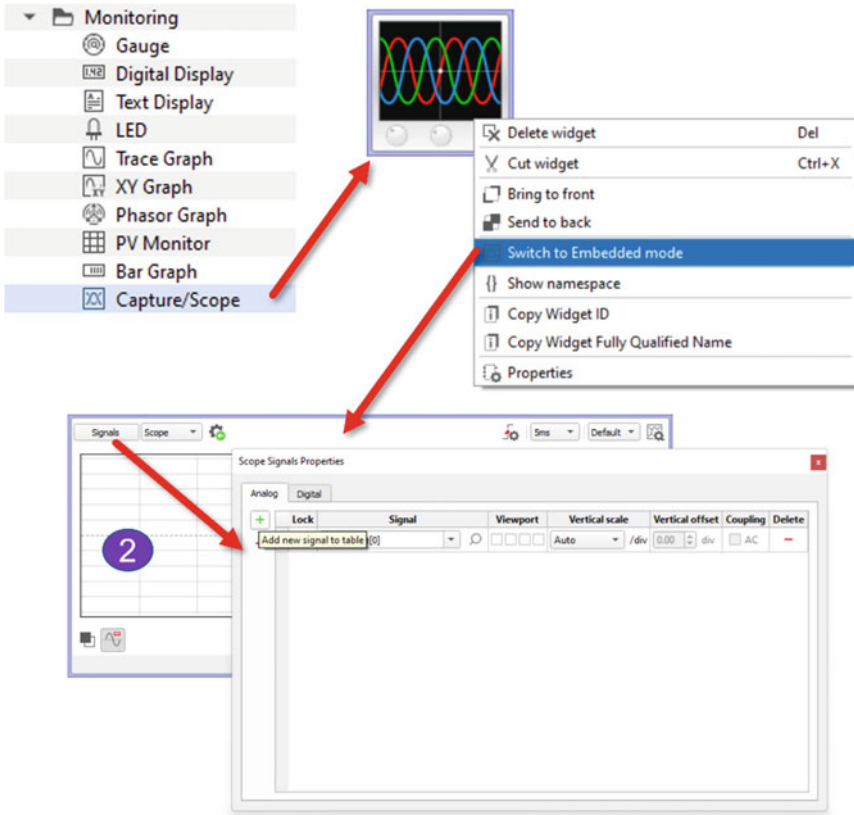 Monitoring
Gauge
1.42
Digital Display
Text Display
LED
Trace Graph
XY
XY Graph
Phasor Graph
PV Monitor
Bar Graph
Capture/Scope
Delete widget Del
Cut widget Ctrl+X
Bring to front
Send to back
Switch to Embedded mode
{} Show namespace
Copy Widget ID
Copy Widget Fully Qualified Name
Properties
Signals Scope 5ms Default
Scope Signals Properties x
Analog Digital
+ Lock Signal Viewport Vertical scale Vertical offset Coupling Delete
Add new signal to table [0] Auto /div 0.00 div AC
2